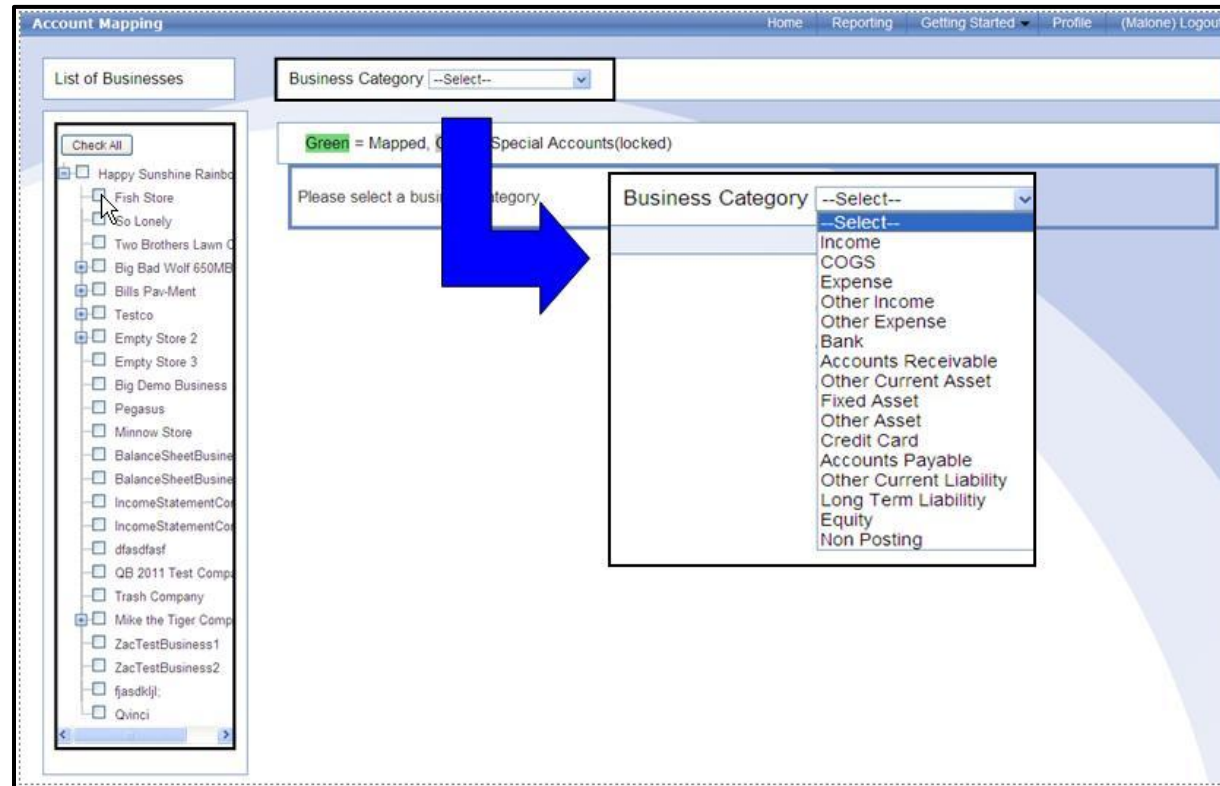 Account Mapping
Home Reporting Getting Started Profile (Malone) Logout
List of Businesses
Business Category --Select--
Check All
Happy Sunshine Rainbo
Fish Store
So Lonely
Two Brothers Lawn C
Big Bad Wolf 650MB
Bills Pav-Ment
Testco
Empty Store 2
Empty Store 3
Big Demo Business
Pegasus
Minnow Store
BalanceSheetBusine
BalanceSheetBusine
IncomeStatementCor
IncomeStatementCor
dfasdfasf
QB 2011 Test Compa
Trash Company
Mike the Tiger Comp
ZacTestBusiness1
ZacTestBusiness2
fjasdkljl;
Qvinci
Green = Mapped, Special Accounts(locked)
Please select a busi tegory
Business Category --Select--
--Select--
Income
COGS
Expense
Other Income
Other Expense
Bank
Accounts Receivable
Other Current Asset
Fixed Asset
Other Asset
Credit Card
Accounts Payable
Other Current Liability
Long Term Liabilitiy
Equity
Non Posting